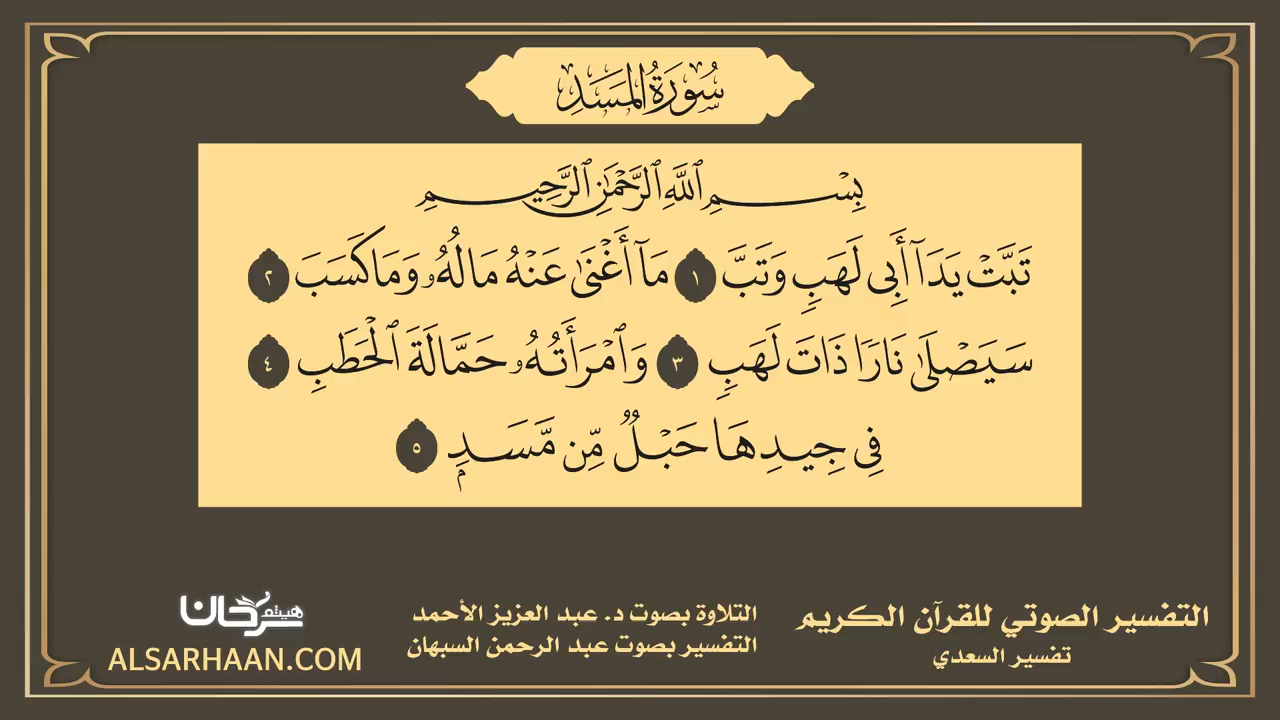 سُورَةُ المَسَدِ
بِسْمِ ٱللَّهِ ٱلرَّحْمَٰنِ ٱلرَّحِيمِ
تَبَّتْ يَدَآ أَبِى لَهَبٍ وَتَبَّ ١ مَآ أَغْنَىٰ عَنْهُ مَالُهُۥ وَمَا كَسَبَ ٢
سَيَصْلَىٰ نَارًا ذَاتَ لَهَبٍ ٣ وَٱمْرَأَتُهُۥ حَمَّالَةَ ٱلْحَطَبِ ٤
فِى جِيدِهَا حَبْلٌ مِّن مَّسَدٍۭ ٥
التفسير الصوتي للقرآن الكريم
تفسير السعدي
التلاوة بصوت د. عبد العزيز الأحمد
التفسير بصوت عبد الرحمن السبهان
هيثم سرحان
ALSARHAAN.COM